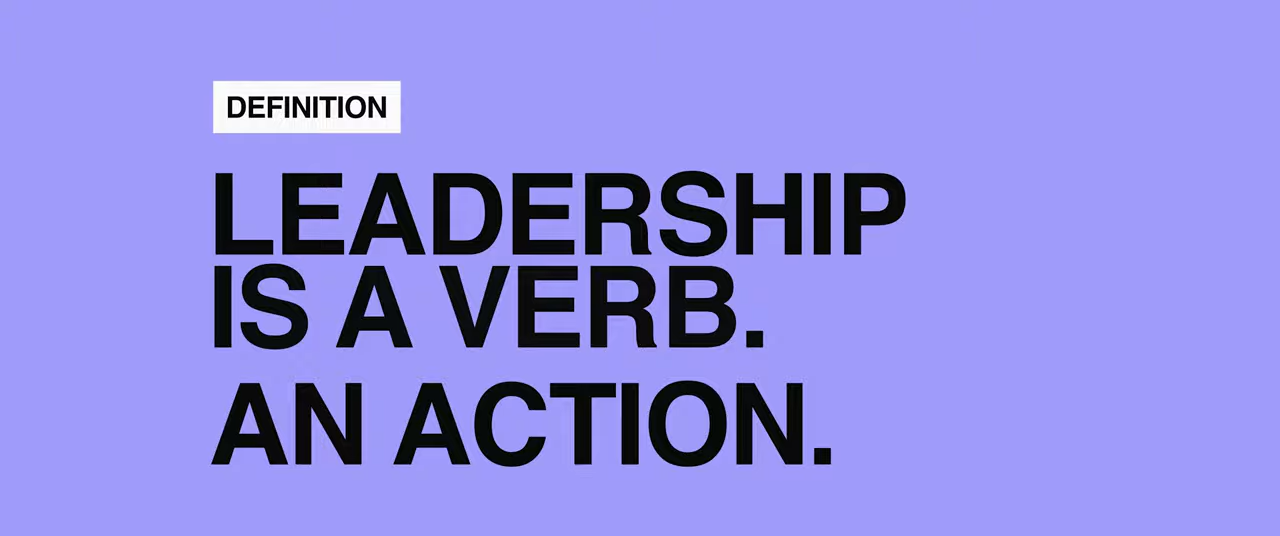 DEFINITION
LEADERSHIP
IS A VERB.
AN ACTION.